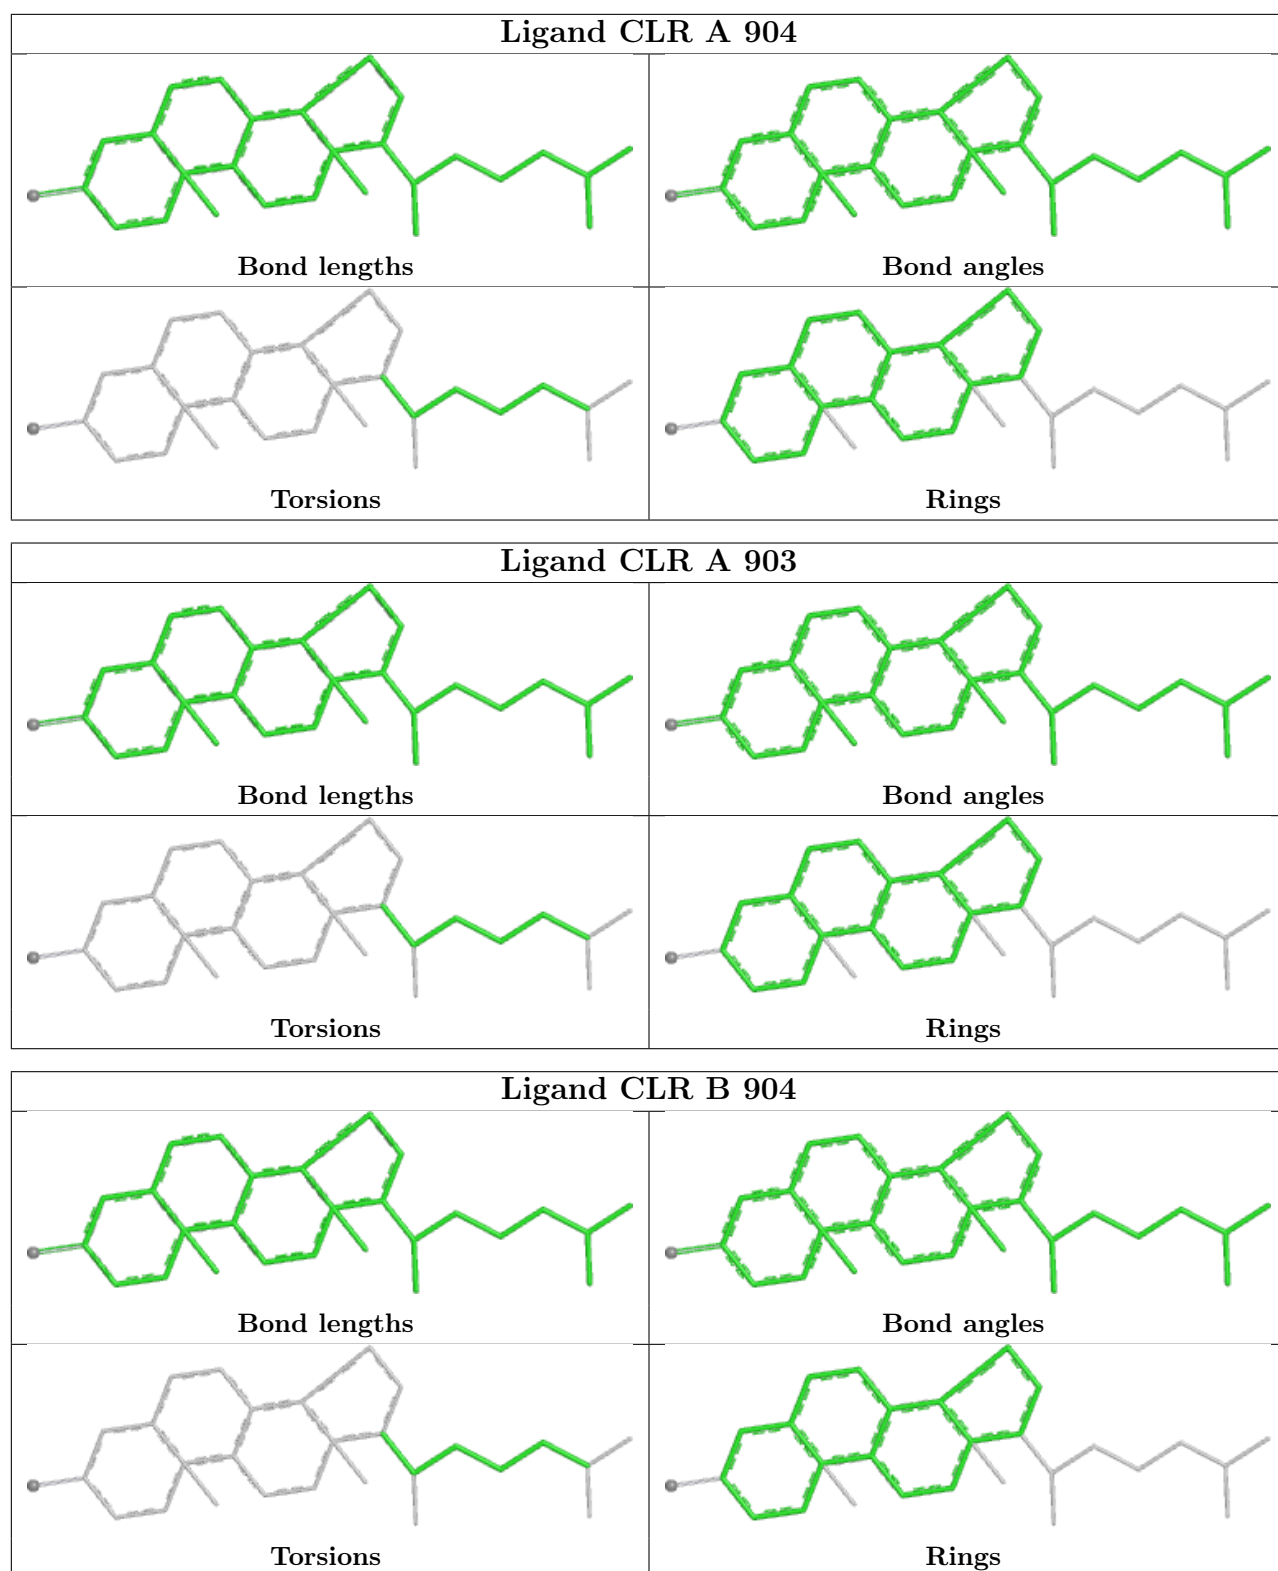 Ligand CLR A 904
Bond lengths
Bond angles
Torsions
Rings
Ligand CLR A 903
Bond lengths
Bond angles
Torsions
Rings
Ligand CLR B 904
Bond lengths
Bond angles
Torsions
Rings